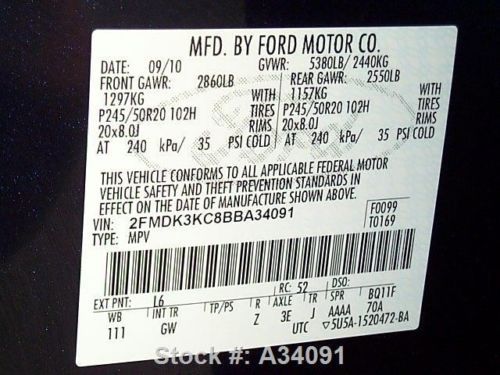 MFD. BY FORD MOTOR CO.
DATE: 09/10 GVWR: 5380LB/ 2440KG
FRONT GAWR: 2860LB REAR GAWR: 2550LB
1297KG WITH 1157KG WITH
P245/50R20 102H TIRES P245/50R20 102H TIRES
20x8.0J RIMS 20x8.0J RIMS
AT 240 kPa/ 35 PSI COLD AT 240 kPa/ 35 PSI COLD
THIS VEHICLE CONFORMS TO ALL APPLICABLE FEDERAL MOTOR
VEHICLE SAFETY AND THEFT PREVENTION STANDARDS IN
EFFECT ON THE DATE OF MANUFACTURE SHOWN ABOVE.
VIN: 2FMDK3KC8BBA34091 F0099
TYPE: MPV T0169
EXT PNT: L6 RC: 52 DSO:
WB INT TR TP/PS R AXLE TR SPR BQ11F
111 GW Z 3E J AAAA 70A
UTC 5U5A-1520472-BA
Stock #: A34091